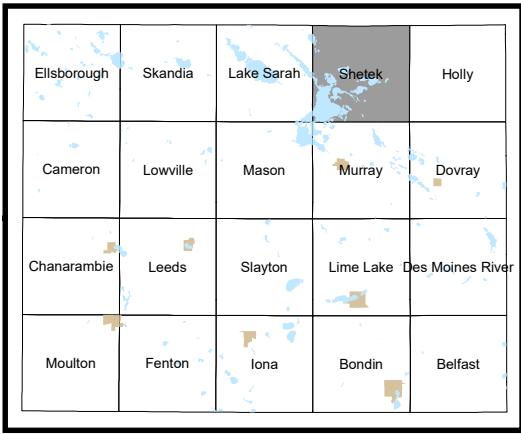 Ellsborough Skandia Lake Sarah Shetek Holly
Cameron Lowville Mason Murray Dovray
Chanarambie Leeds Slayton Lime Lake Des Moines River
Moulton Fenton Iona Bondin Belfast